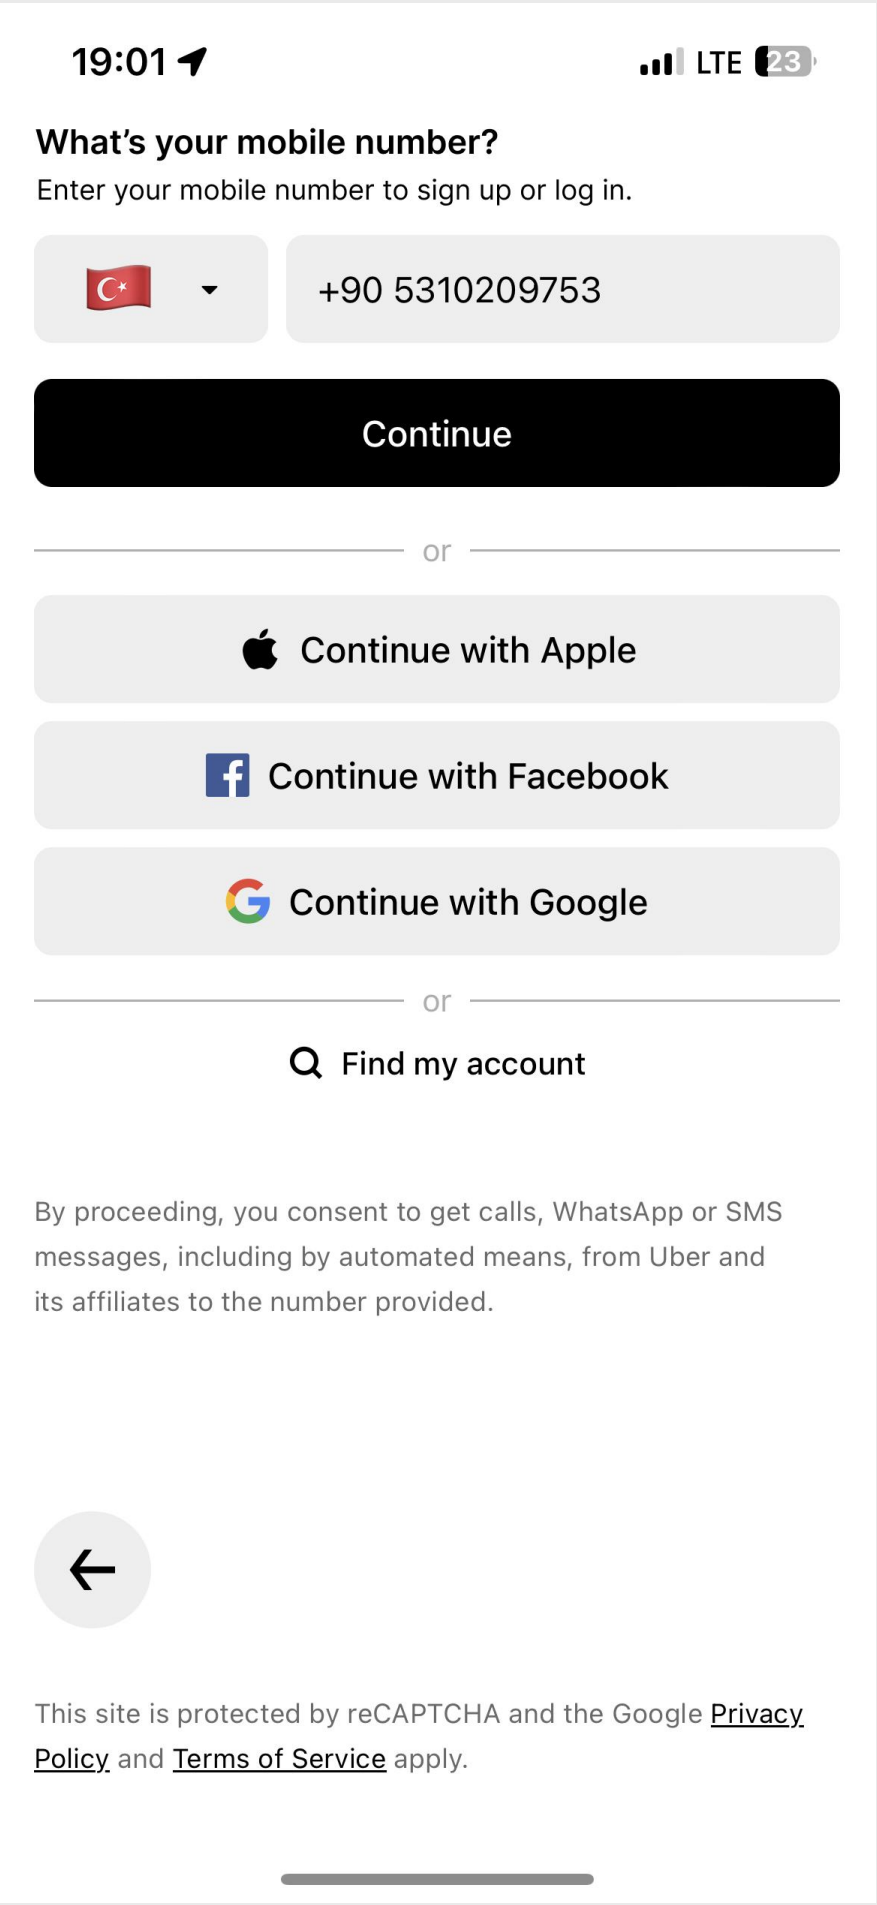 19:01 LTE 23
What's your mobile number?
Enter your mobile number to sign up or log in.
+90 5310209753
Continue
or
Continue with Apple
Continue with Facebook
Continue with Google
or
Find my account
By proceeding, you consent to get calls, WhatsApp or SMS
messages, including by automated means, from Uber and
its affiliates to the number provided.
This site is protected by reCAPTCHA and the Google Privacy
Policy and Terms of Service apply.